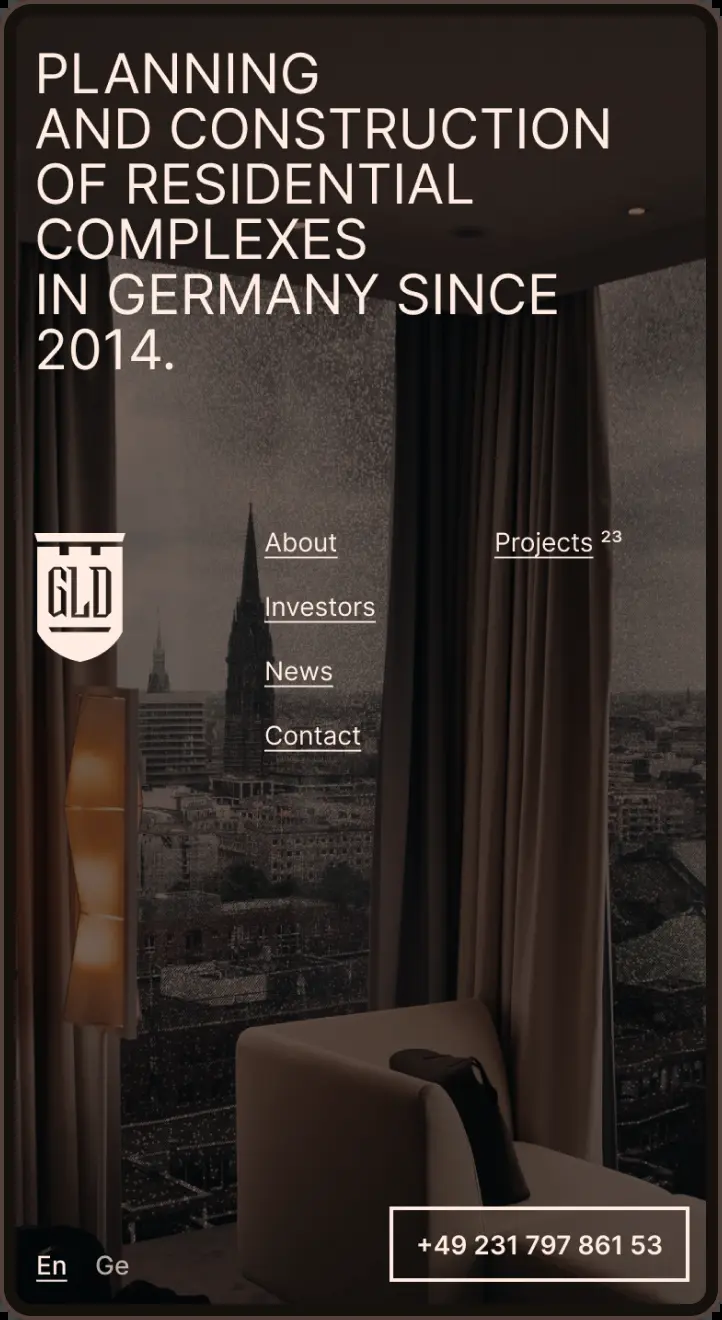 PLANNING
AND CONSTRUCTION
OF RESIDENTIAL
COMPLEXES
IN GERMANY SINCE
2014.
GLD
About
Projects 23
Investors
News
Contact
+49 231 797 861 53
En Ge